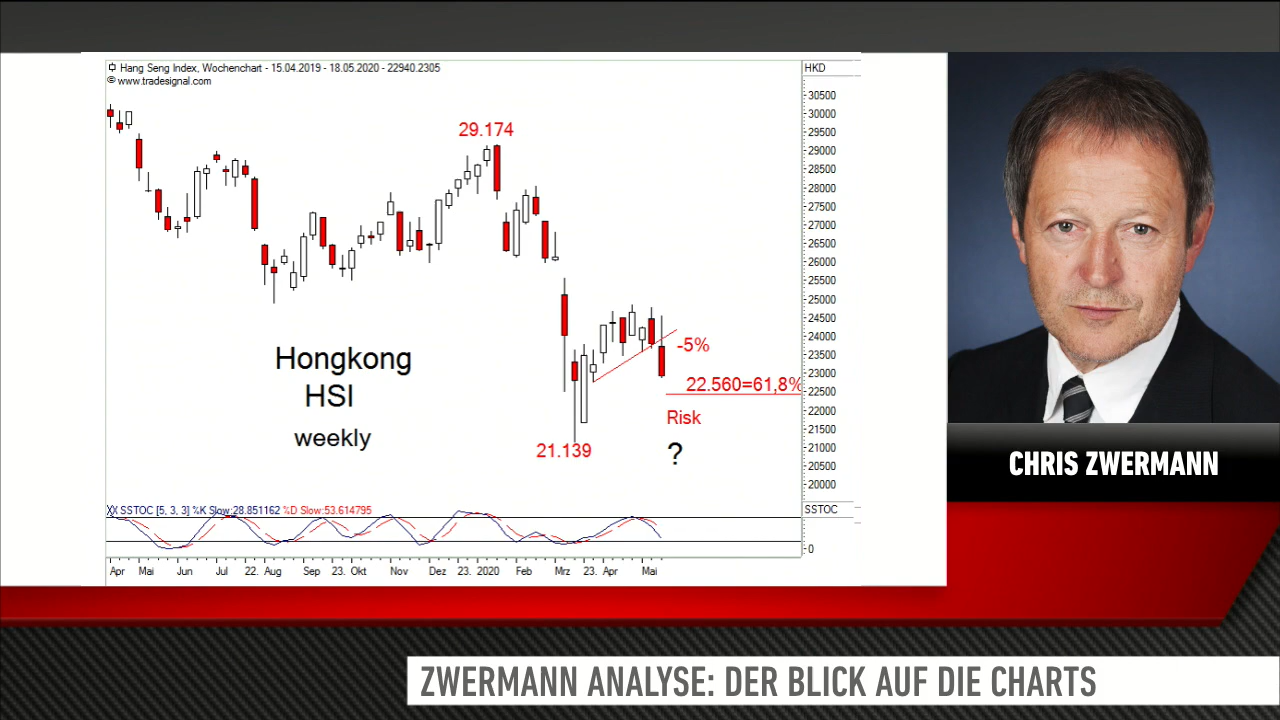 Hang Seng Index, Wochenchart - 15.04.2019 - 18.05.2020 - 22940.2305
© www.tradesignal.com
HKD
30500
30000
29500
29000
28500
28000
27500
27000
26500
26000
25500
25000
24500
24000
23500
23000
22500
22000
21500
21000
20500
20000
29.174
-5%
22.560=61,8%
Risk
?
21.139
Hongkong
HSI
weekly
SSTOC [5, 3, 3] %K Slow:28.851162 %D Slow:53.614795
SSTOC
0
Apr Mai Jun Jul 22. Aug Sep 23. Okt Nov Dez 23. 2020 Feb Mrz 23. Apr Mai
CHRIS ZWERMANN
ZWERMANN ANALYSE: DER BLICK AUF DIE CHARTS